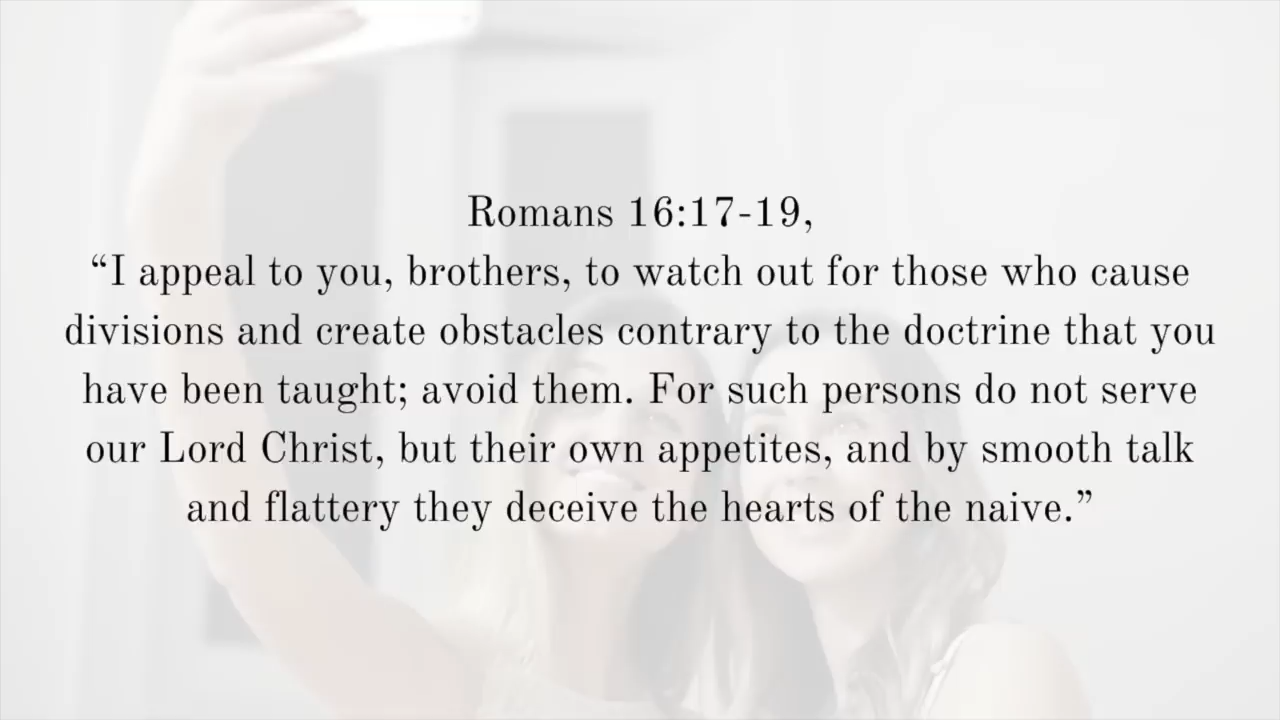 Romans 16:17-19,
“I appeal to you, brothers, to watch out for those who cause
divisions and create obstacles contrary to the doctrine that you
have been taught; avoid them. For such persons do not serve
our Lord Christ, but their own appetites, and by smooth talk
and flattery they deceive the hearts of the naive.”